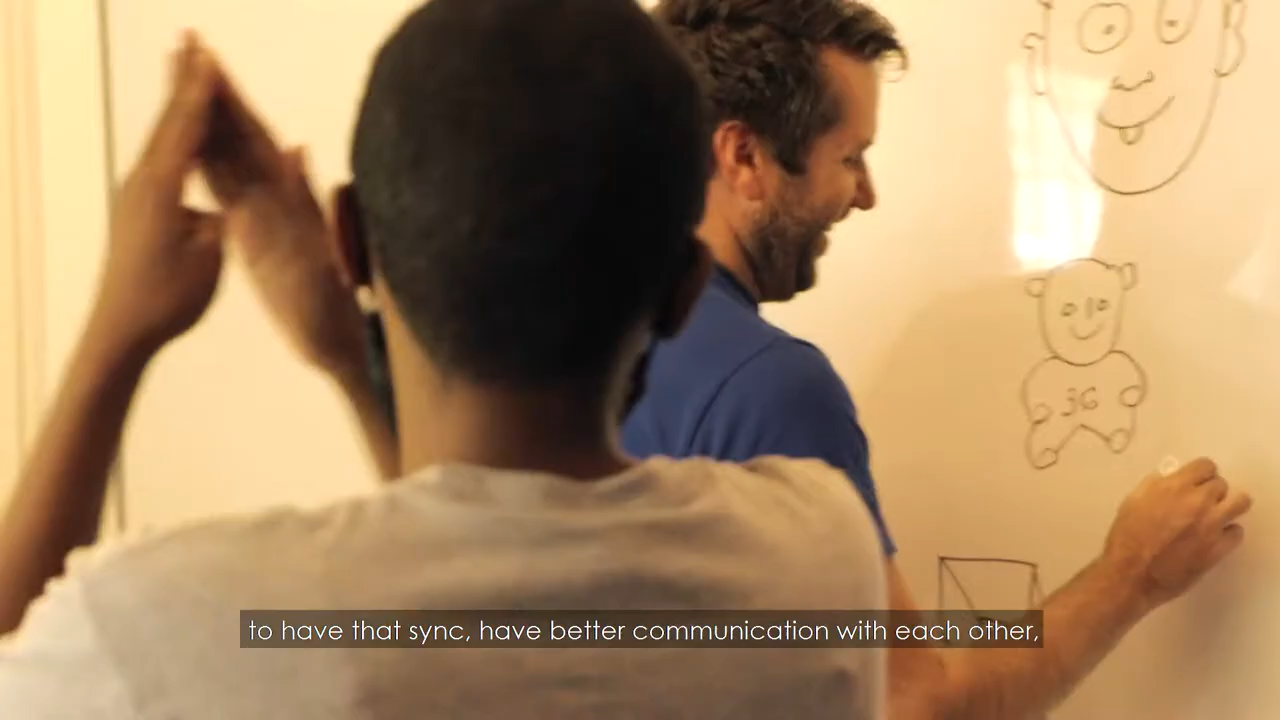 3G
to have that sync, have better communication with each other,